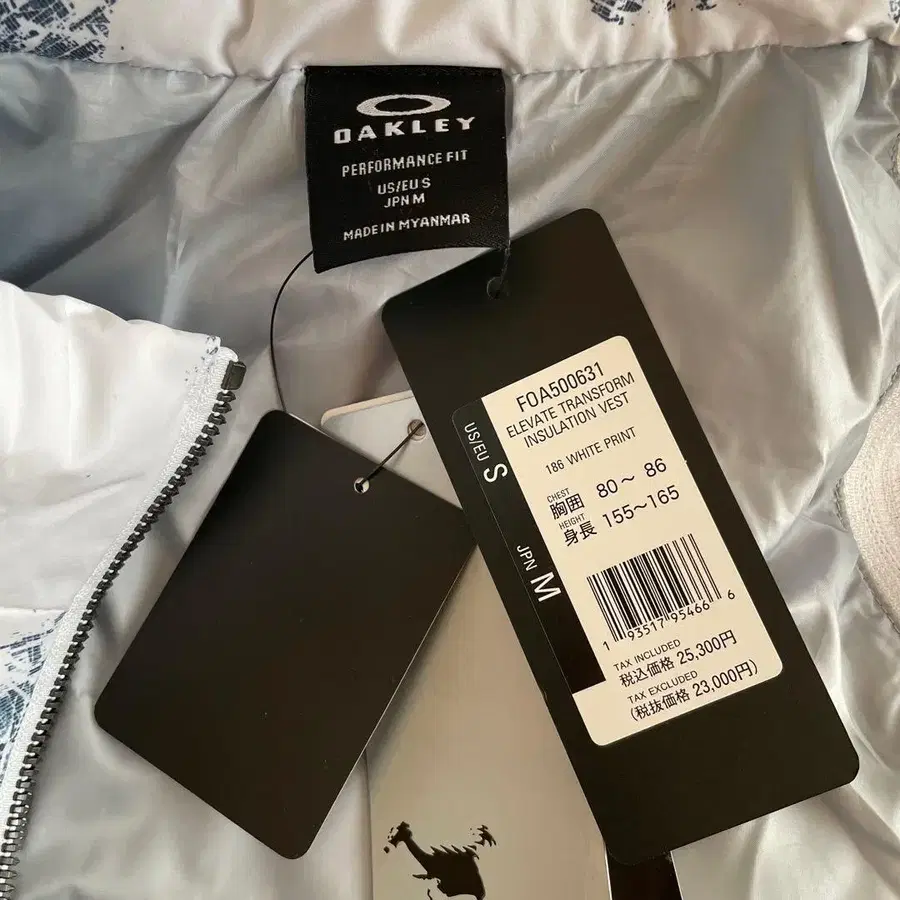 OAKLEY
PERFORMANCE FIT
US/EU S
JPN M
MADE IN MYANMAR
FOA500631
ELEVATE TRANSFORM
INSULATION VEST
186 WHITE PRINT
US/EU S
JPN M
CHEST
胸囲 80～ 86
HEIGHT
身長 155～165
1 93517 95466 6
TAX INCLUDED
税込価格 25,300円
TAX EXCLUDED
(税抜価格 23,000円)